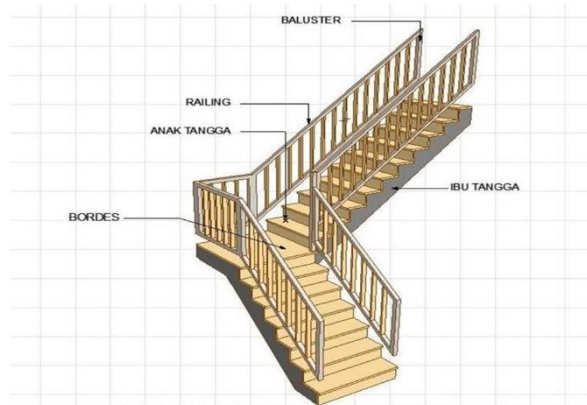 BALUSTER
RAILING
ANAK TANGGA
IBU TANGGA
BORDES